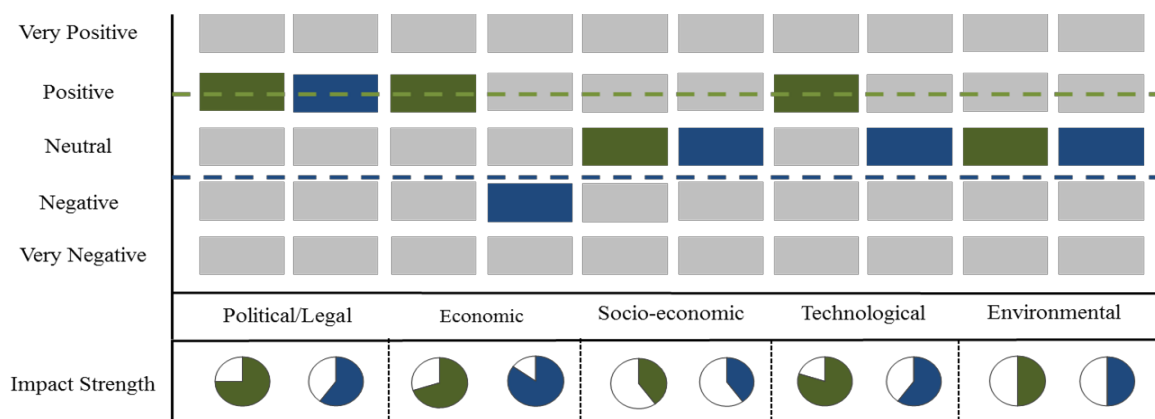 Very Positive
Positive
Neutral
Negative
Very Negative
Political/Legal
Economic
Socio-economic
Technological
Environmental
Impact Strength